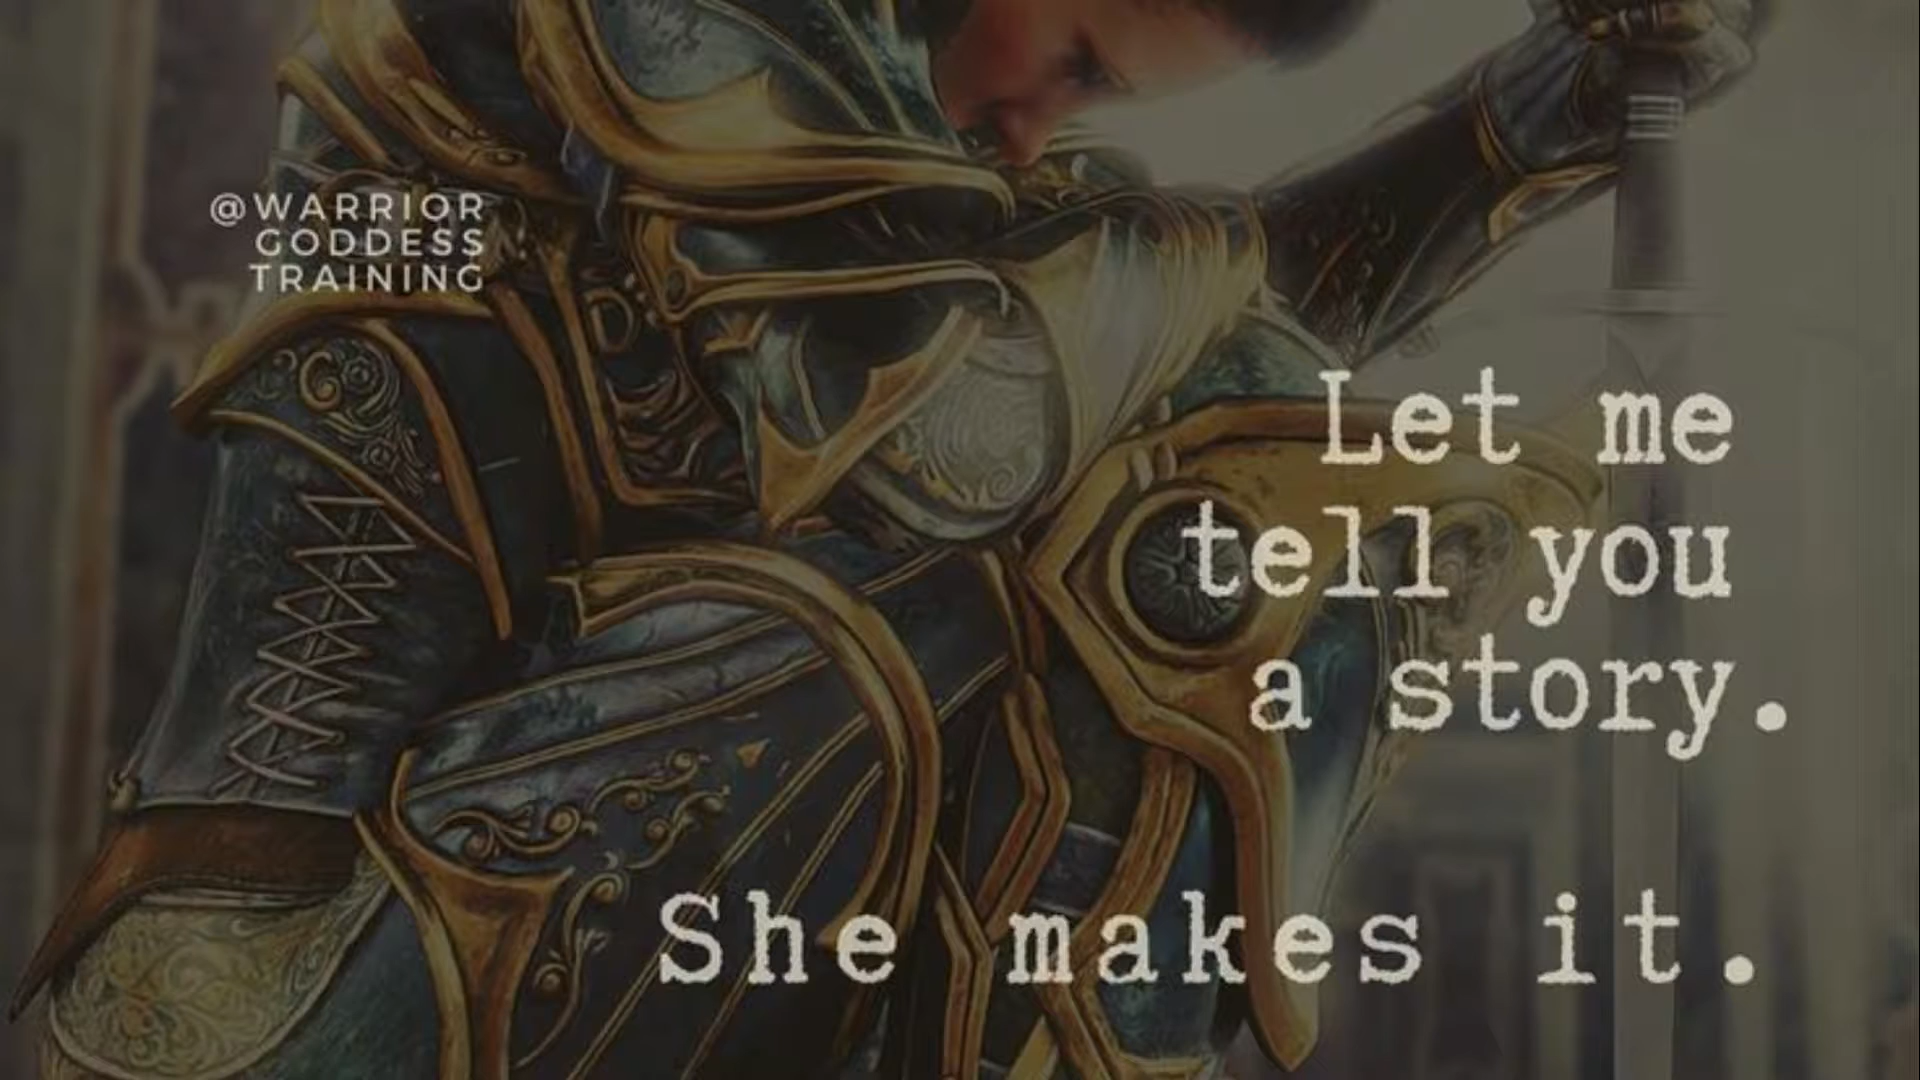 @WARRIOR
GODDESS
TRAINING
Let me
tell you
a story.
She makes it.